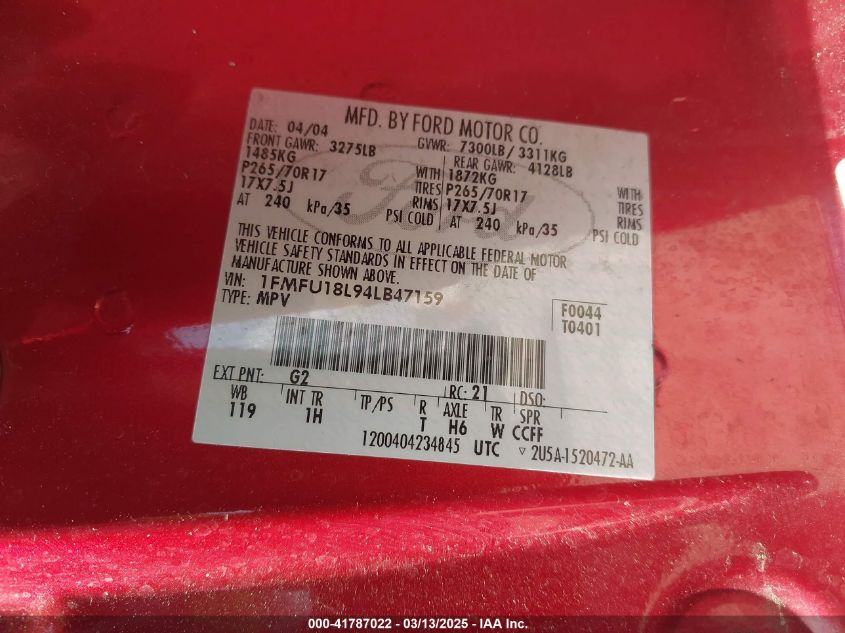 MFD. BY FORD MOTOR CO.
DATE: 04/04 GVWR: 7300LB/ 3311KG
FRONT GAWR: 3275LB REAR GAWR: 4128LB
1485KG WITH 1872KG WITH
P265/70R17 TIRES P265/70R17 TIRES
17X7.5J RIMS 17X7.5J RIMS
AT 240 kPa/35 PSI COLD AT 240 kPa/35 PSI COLD
Ford
THIS VEHICLE CONFORMS TO ALL APPLICABLE FEDERAL MOTOR
VEHICLE SAFETY STANDARDS IN EFFECT ON THE DATE OF
MANUFACTURE SHOWN ABOVE.
VIN: 1FMFU18L94LB47159
TYPE: MPV
F0044
T0401
EXT PNT: G2 RC: 21 DSO:
WB INT TR TP/PS R AXLE TR SPR
119 1H T H6 W CCFF
1200404234845 UTC ▽ 2U5A-1520472-AA
000-41787022 - 03/13/2025 - IAA Inc.